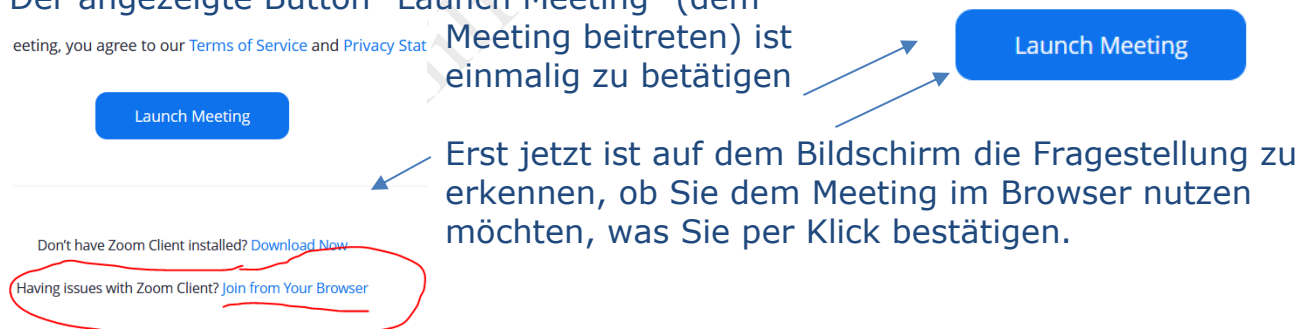 Der angezeigte Button "Launch Meeting" (dem
Meeting beitreten) ist
einmalig zu betätigen
eeting, you agree to our Terms of Service and Privacy Stat
Launch Meeting
Launch Meeting
Erst jetzt ist auf dem Bildschirm die Fragestellung zu
erkennen, ob Sie dem Meeting im Browser nutzen
möchten, was Sie per Klick bestätigen.
Don't have Zoom Client installed? Download Now
Having issues with Zoom Client? Join from Your Browser